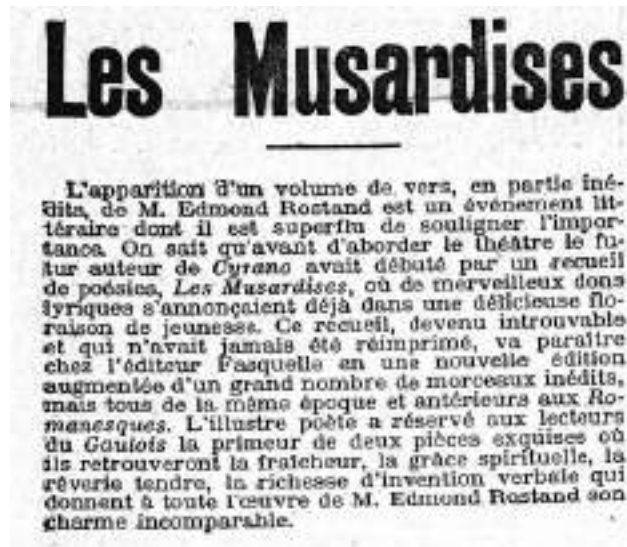 Les Musardises
L'apparition d'un volume de vers, en partie iné-
dits, de M. Edmond Rostand est un événement lit-
téraire dont il est superflu de souligner l'impor-
tance. On sait qu'avant d'aborder le théâtre le fu-
tur auteur de Cyrano avait débuté par un recueil
de poésies, Les Musardises, où de merveilleux dons
lyriques s'annonçaient déjà dans une délicieuse flo-
raison de jeunesse. Ce recueil, devenu introuvable
et qui n'avait jamais été réimprimé, va paraître
chez l'éditeur Fasquelle en une nouvelle édition
augmentée d'un grand nombre de morceaux inédits,
mais tous de la même époque et antérieurs aux Ro-
manesques. L'illustre poète a réservé aux lecteurs
du Gaulois la primeur de deux pièces exquises où
ils retrouveront la fraîcheur, la grâce spirituelle, la
rêverie tendre, la richesse d'invention verbale qui
donnent à toute l'œuvre de M. Edmond Rostand son
charme incomparable.